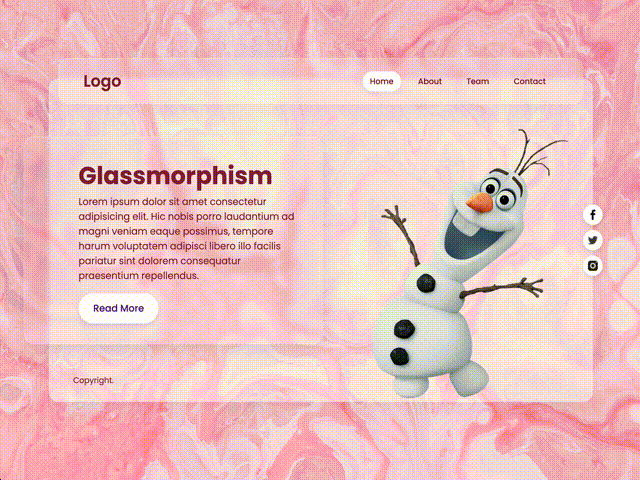 Logo
Home About Team Contact
Glassmorphism
Lorem ipsum dolor sit amet consectetur
adipisicing elit. Hic nobis porro laudantium ad
magni veniam eaque possimus, tempore
harum voluptatem adipisci libero illo facilis
pariatur sint dolorem consequatur
praesentium repellendus.
Read More
Copyright.